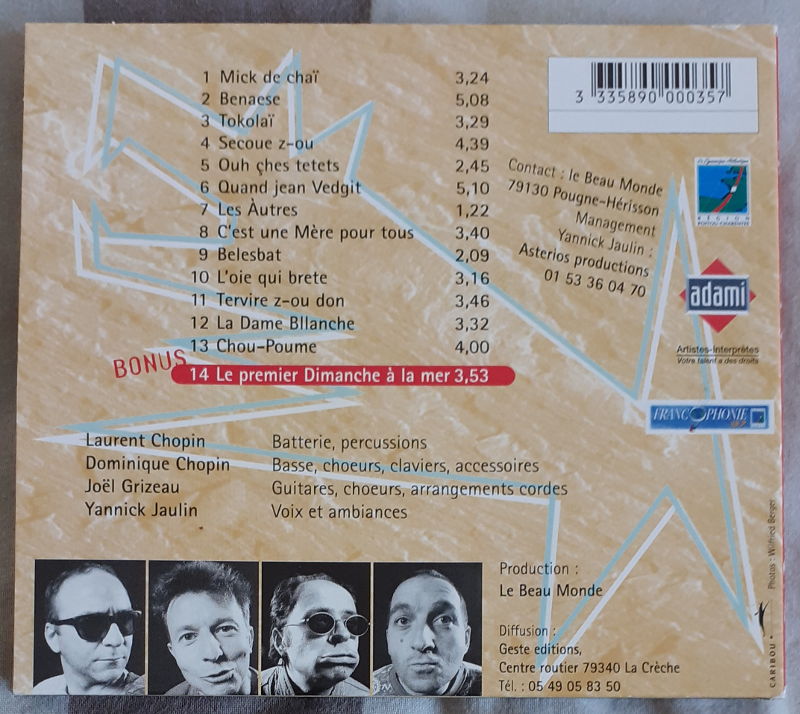 1 Mick de chaï 3,24
2 Benaese 5,08
3 Tokolaï 3,29
4 Secoue z-ou 4,39
5 Ouh çhes tetets 2,45
6 Quand jean Vedgit 5,10
7 Les Àutres 1,22
8 C'est une Mère pour tous 3,40
9 Belesbat 2,09
10 L'oie qui brete 3,16
11 Tervire z-ou don 3,46
12 La Dame Bllanche 3,32
13 Chou-Poume 4,00
BONUS
14 Le premier Dimanche à la mer 3,53
3 335890 000357
Contact : le Beau Monde
79130 Pougne-Hérisson
Management
Yannick Jaulin :
Asterios productions
01 53 36 04 70
RÉGION
POITOU-CHARENTES
adami
Artistes-Interprètes
Votre talent a des droits
FRANCOPHONIE
Laurent Chopin Batterie, percussions
Dominique Chopin Basse, choeurs, claviers, accessoires
Joël Grizeau Guitares, choeurs, arrangements cordes
Yannick Jaulin Voix et ambiances
Production :
Le Beau Monde
Diffusion :
Geste editions,
Centre routier 79340 La Crèche
Tél. : 05 49 05 83 50
CARIBOU • Photos : Wilfried Berger